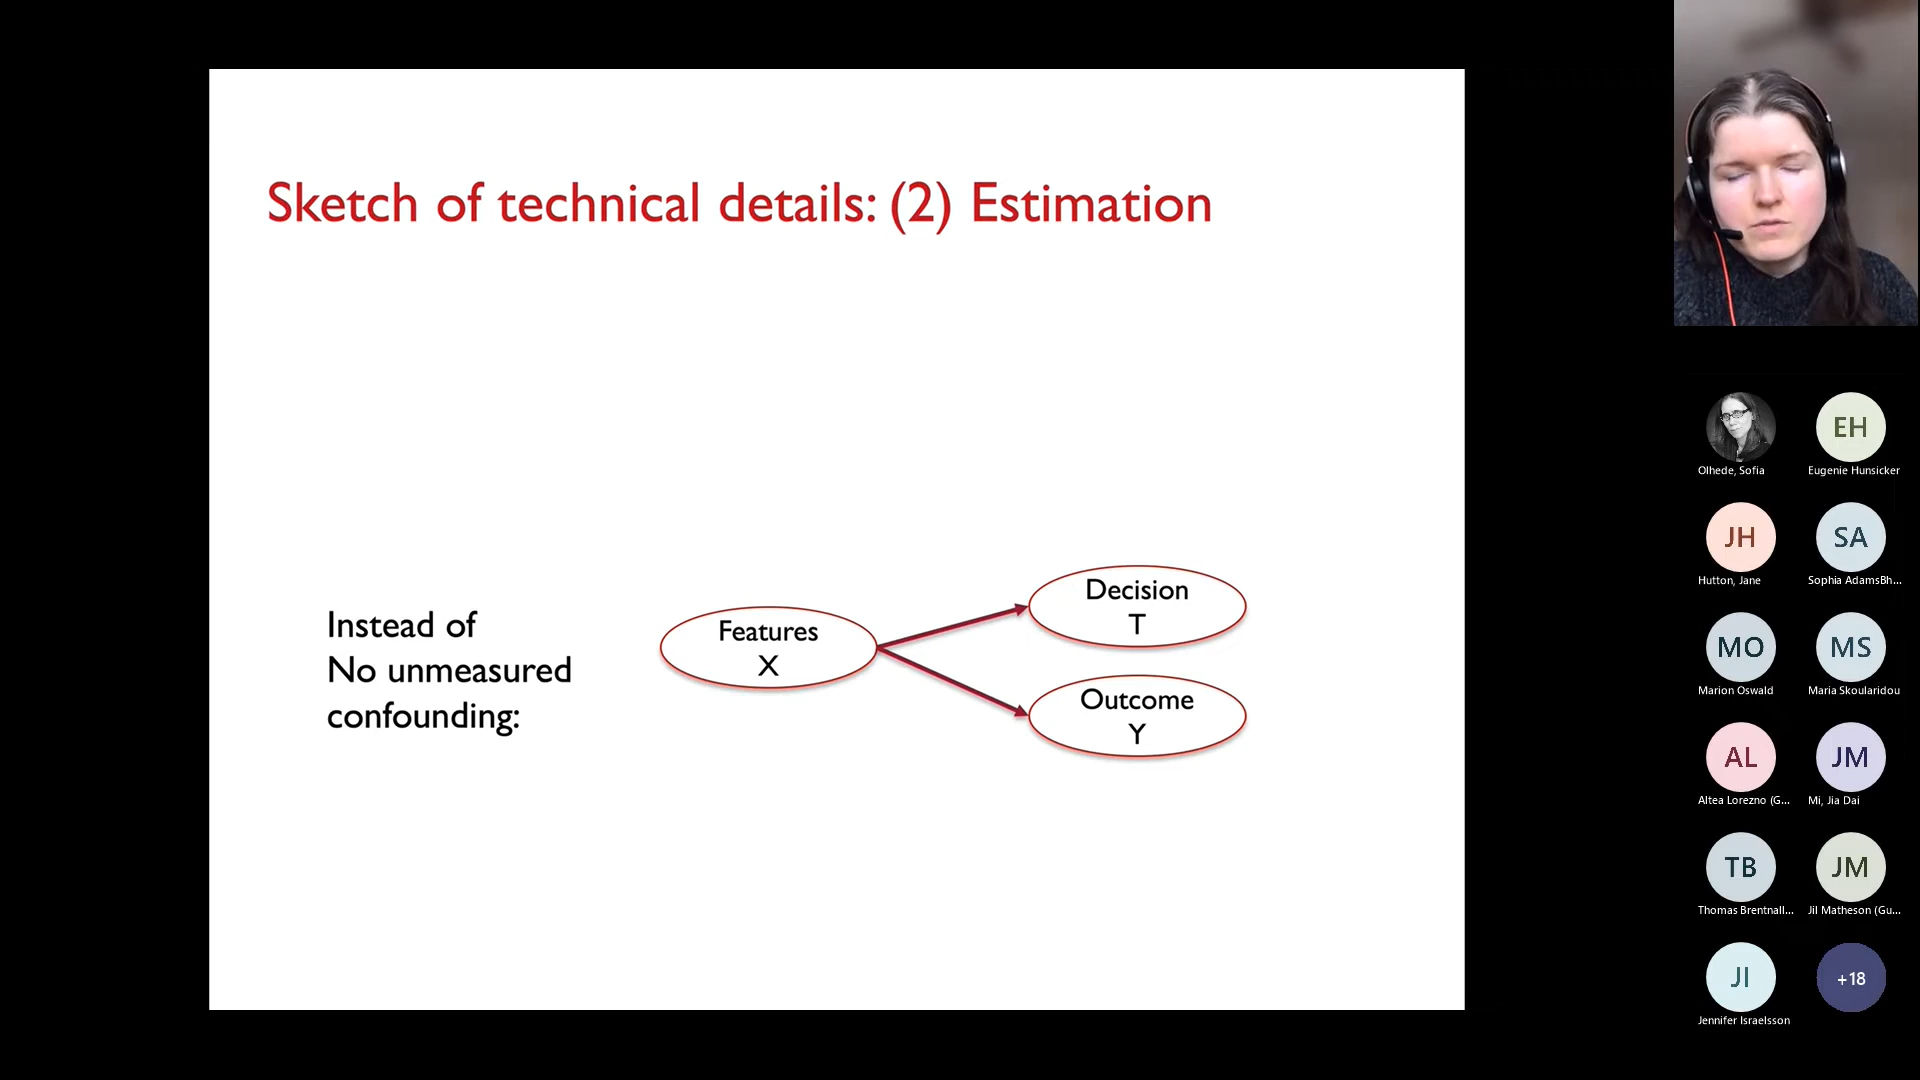 Sketch of technical details: (2) Estimation
Instead of
No unmeasured
confounding:
Features
X
Decision
T
Outcome
Y
Olhede, Sofia
EH
Eugenie Hunsicker
JH
Hutton, Jane
SA
Sophia AdamsBh...
MO
Marion Oswald
MS
Maria Skoularidou
AL
Altea Lorezno (G...
JM
Mi, Jia Dai
TB
Thomas Brentnall...
JM
Jil Matheson (Gu...
JI
Jennifer Israelsson
+18